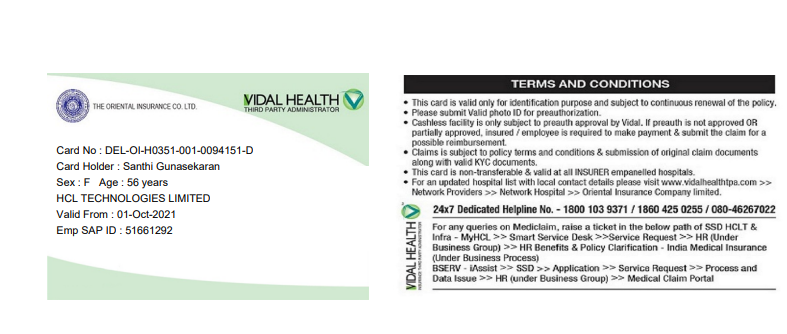 THE ORIENTAL INSURANCE CO. LTD.
VIDAL HEALTH
THIRD PARTY ADMINISTRATOR
Card No : DEL-OI-H0351-001-0094151-D
Card Holder : Santhi Gunasekaran
Sex : F Age : 56 years
HCL TECHNOLOGIES LIMITED
Valid From : 01-Oct-2021
Emp SAP ID : 51661292
TERMS AND CONDITIONS
• This card is valid only for identification purpose and subject to continuous renewal of the policy.
• Please submit Valid photo ID for preauthorization.
• Cashless facility is only subject to preauth approval by Vidal. If preauth is not approved OR
partially approved, insured / employee is required to make payment & submit the claim for a
possible reimbursement.
• Claims is subject to policy terms and conditions & submission of original claim documents
along with valid KYC documents.
• This card is non-transferable & valid at all INSURER empanelled hospitals.
• For an updated hospital list with local contact details please visit www.vidalhealthtpa.com >>
Network Providers >> Network Hospital >> Oriental Insurance Company limited.
24x7 Dedicated Helpline No. - 1800 103 9371 / 1860 425 0255 / 080-46267022
VIDAL HEALTH
INSURANCE THIRD PARTY ADMINISTRATOR
For any queries on Mediclaim, raise a ticket in the below path of SSD HCLT &
Infra - MyHCL >> Smart Service Desk >>Service Request >> HR (Under
Business Group) >> HR Benefits & Policy Clarification - India Medical Insurance
(Under Business Process)
BSERV - iAssist >> SSD >> Application >> Service Request >> Process and
Data Issue >> HR (under Business Group) >> Medical Claim Portal